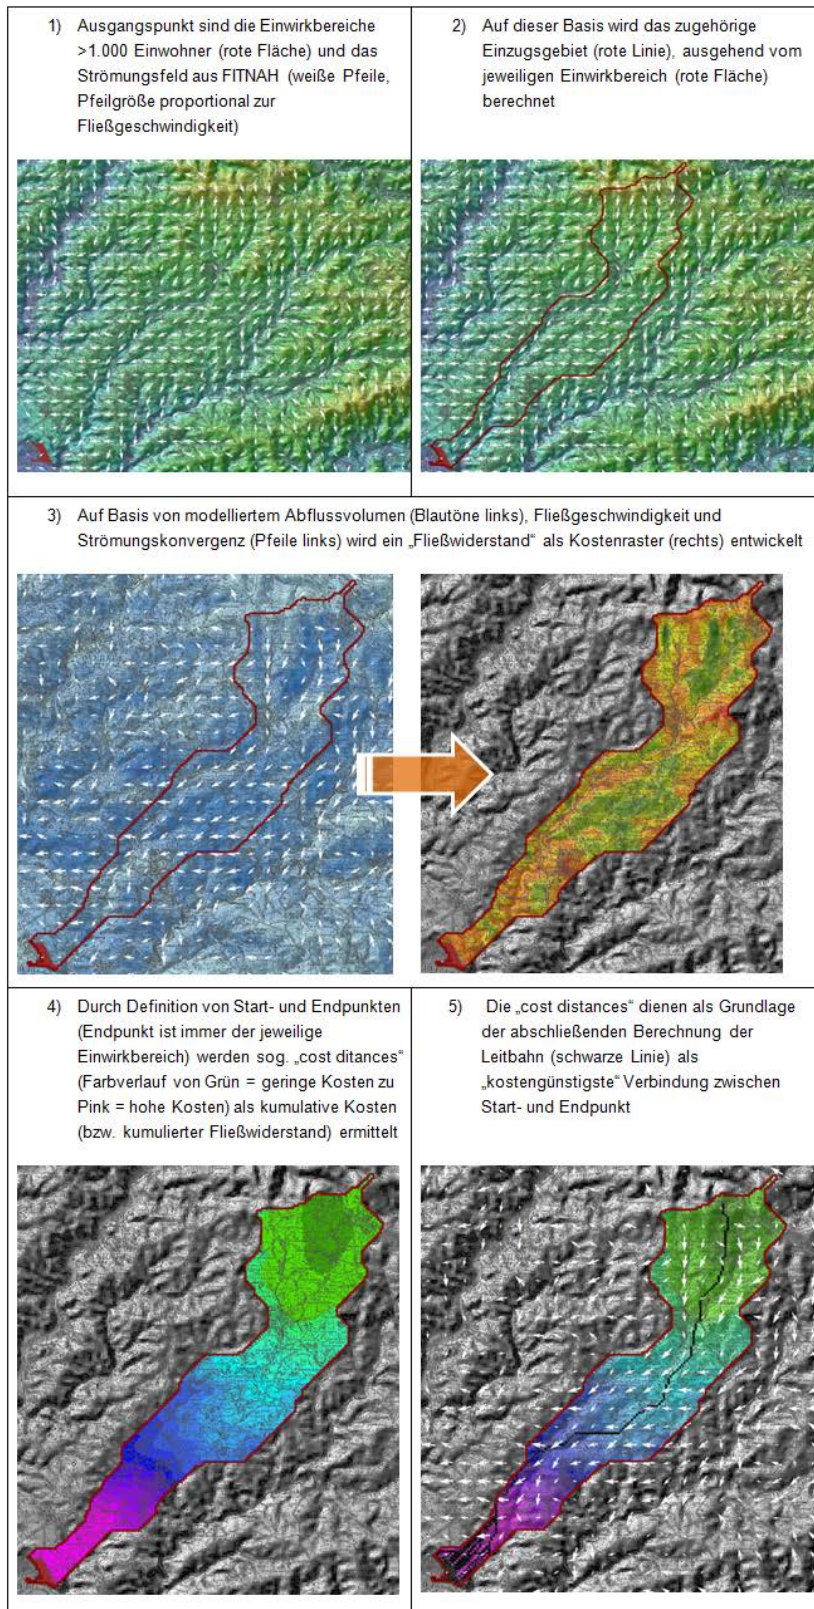 1) Ausgangspunkt sind die Einwirkbereiche
>1.000 Einwohner (rote Fläche) und das
Strömungsfeld aus FITNAH (weiße Pfeile,
Pfeilgröße proportional zur
Fließgeschwindigkeit)
2) Auf dieser Basis wird das zugehörige
Einzugsgebiet (rote Linie), ausgehend vom
jeweiligen Einwirkbereich (rote Fläche)
berechnet
3) Auf Basis von modelliertem Abflussvolumen (Blautöne links), Fließgeschwindigkeit und
Strömungskonvergenz (Pfeile links) wird ein „Fließwiderstand“ als Kostenraster (rechts) entwickelt
4) Durch Definition von Start- und Endpunkten
(Endpunkt ist immer der jeweilige
Einwirkbereich) werden sog. „cost ditances“
(Farbverlauf von Grün = geringe Kosten zu
Pink = hohe Kosten) als kumulative Kosten
(bzw. kumulierter Fließwiderstand) ermittelt
5) Die „cost distances“ dienen als Grundlage
der abschließenden Berechnung der
Leitbahn (schwarze Linie) als
„kostengünstigste“ Verbindung zwischen
Start- und Endpunkt